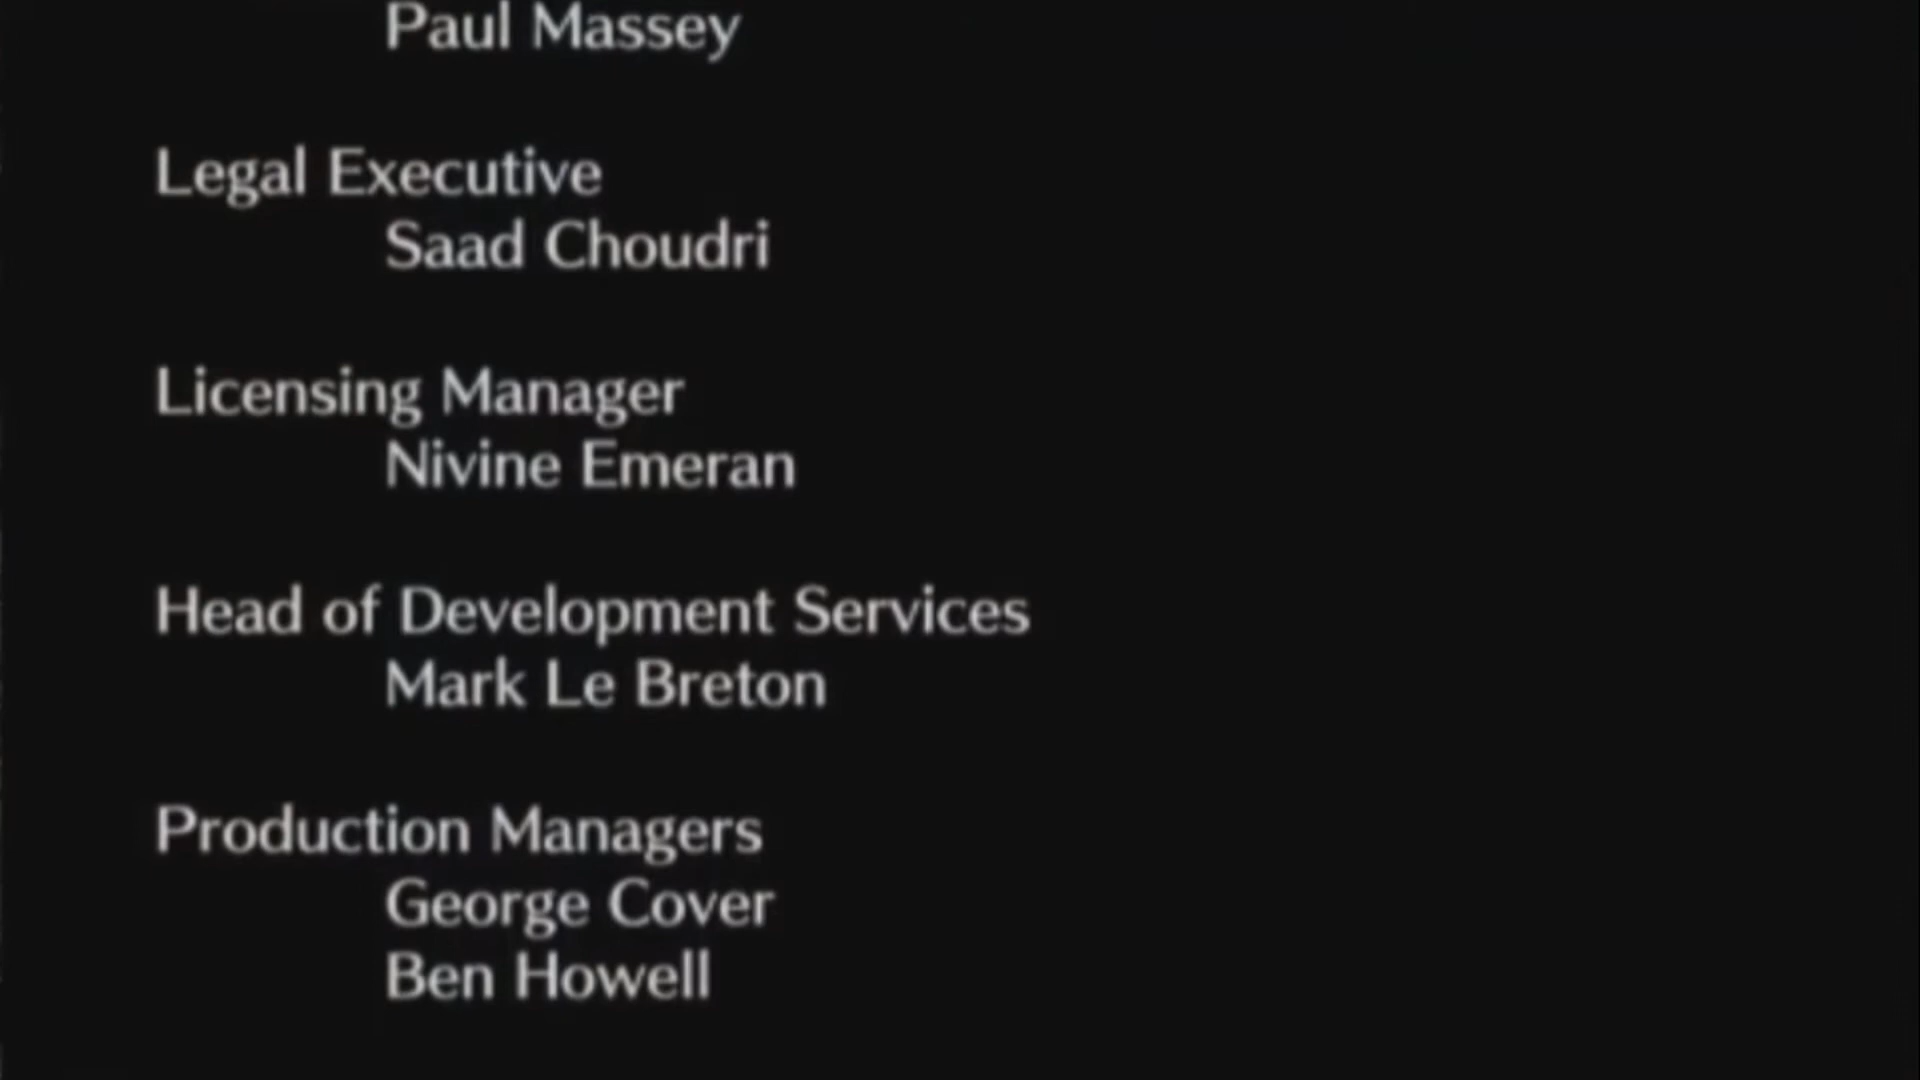 Paul Massey
Legal Executive
Saad Choudri
Licensing Manager
Nivine Emeran
Head of Development Services
Mark Le Breton
Production Managers
George Cover
Ben Howell